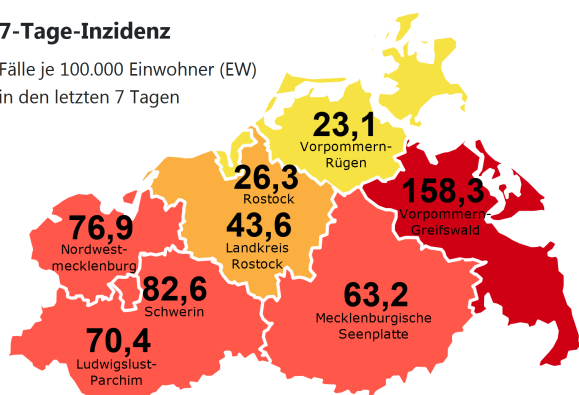 7-Tage-Inzidenz
Fälle je 100.000 Einwohner (EW)
in den letzten 7 Tagen
23,1
Vorpommern-
Rügen
26,3
Rostock
158,3
Vorpommern-
Greifswald
76,9
Nordwest-
mecklenburg
43,6
Landkreis
Rostock
82,6
Schwerin
63,2
Mecklenburgische
Seenplatte
70,4
Ludwigslust-
Parchim